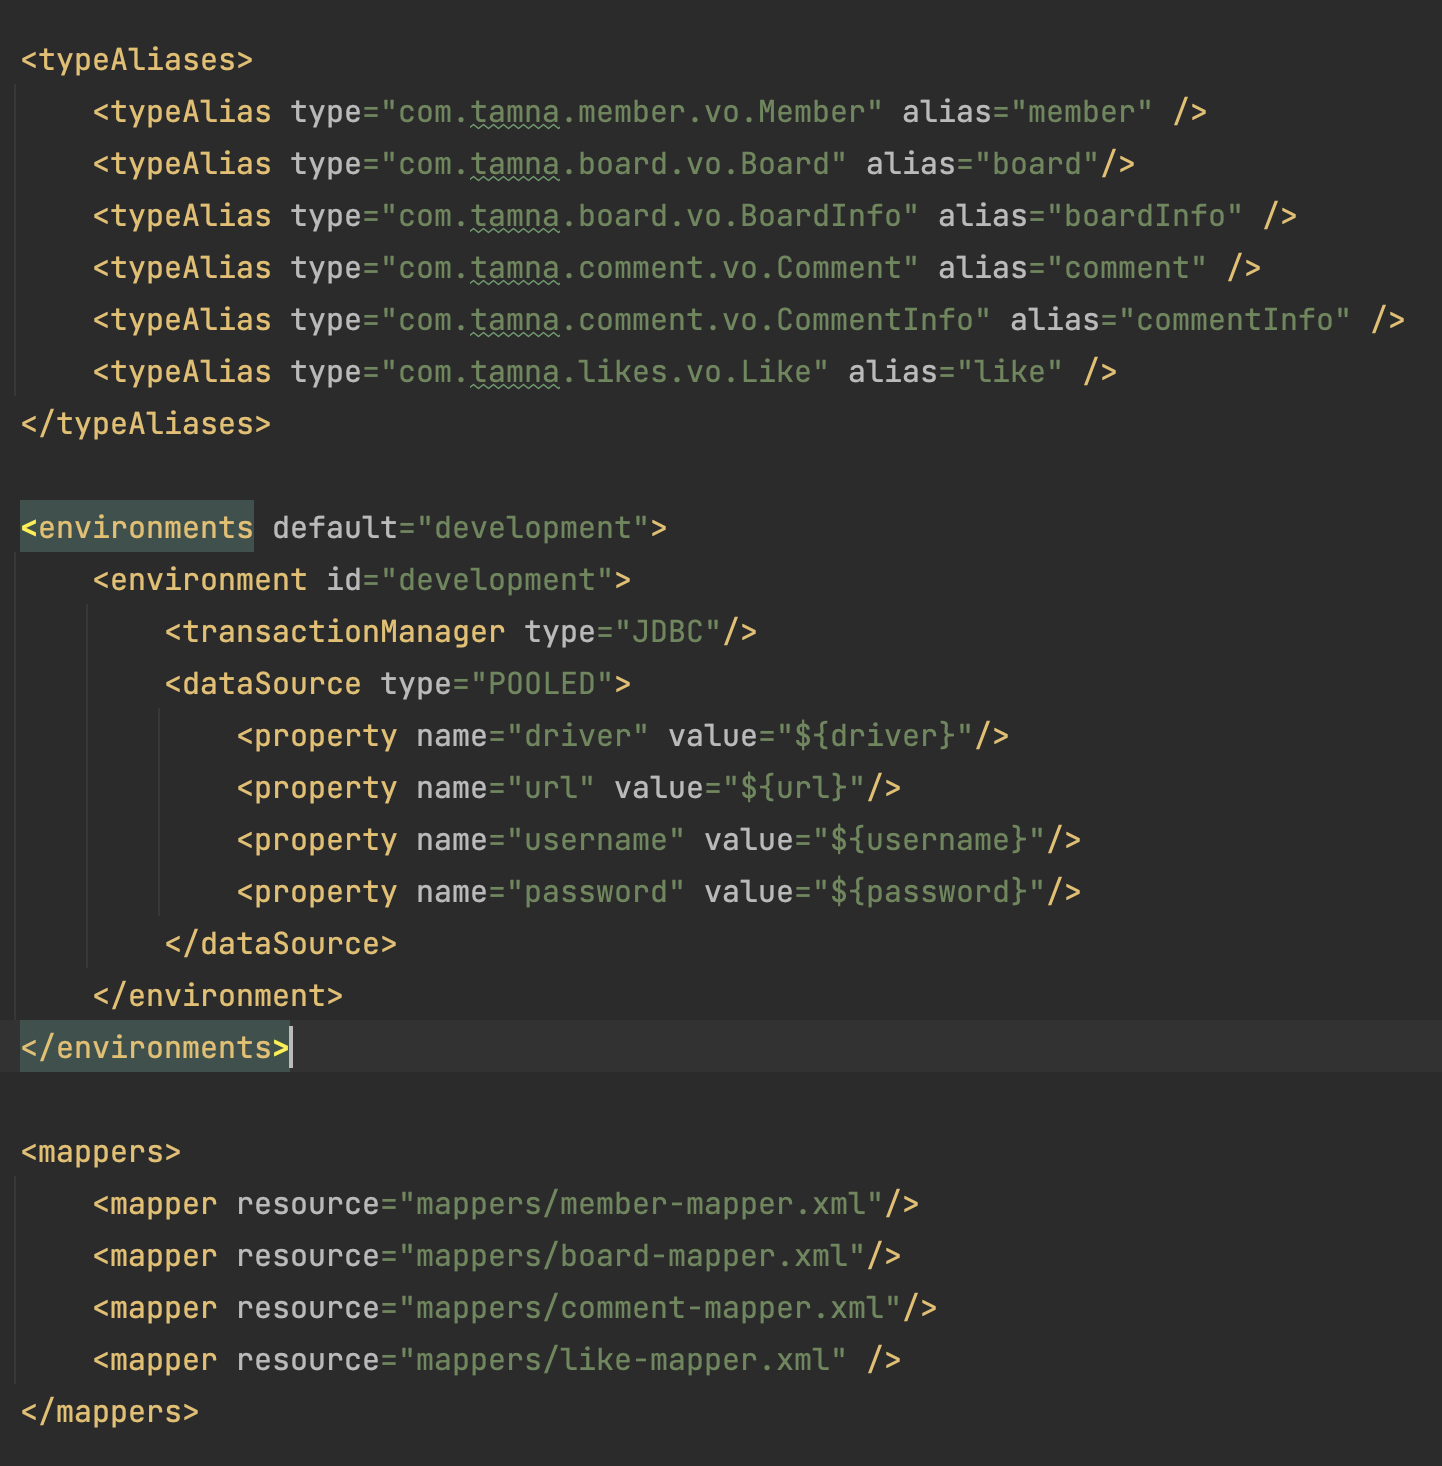 <typeAliases>
    <typeAlias type="com.tamna.member.vo.Member" alias="member" />
    <typeAlias type="com.tamna.board.vo.Board" alias="board"/>
    <typeAlias type="com.tamna.board.vo.BoardInfo" alias="boardInfo" />
    <typeAlias type="com.tamna.comment.vo.Comment" alias="comment" />
    <typeAlias type="com.tamna.comment.vo.CommentInfo" alias="commentInfo" />
    <typeAlias type="com.tamna.likes.vo.Like" alias="like" />
</typeAliases>
<environments default="development">
    <environment id="development">
        <transactionManager type="JDBC"/>
        <dataSource type="POOLED">
            <property name="driver" value="${driver}"/>
            <property name="url" value="${url}"/>
            <property name="username" value="${username}"/>
            <property name="password" value="${password}"/>
        </dataSource>
    </environment>
</environments>
<mappers>
    <mapper resource="mappers/member-mapper.xml"/>
    <mapper resource="mappers/board-mapper.xml"/>
    <mapper resource="mappers/comment-mapper.xml"/>
    <mapper resource="mappers/like-mapper.xml" />
</mappers>